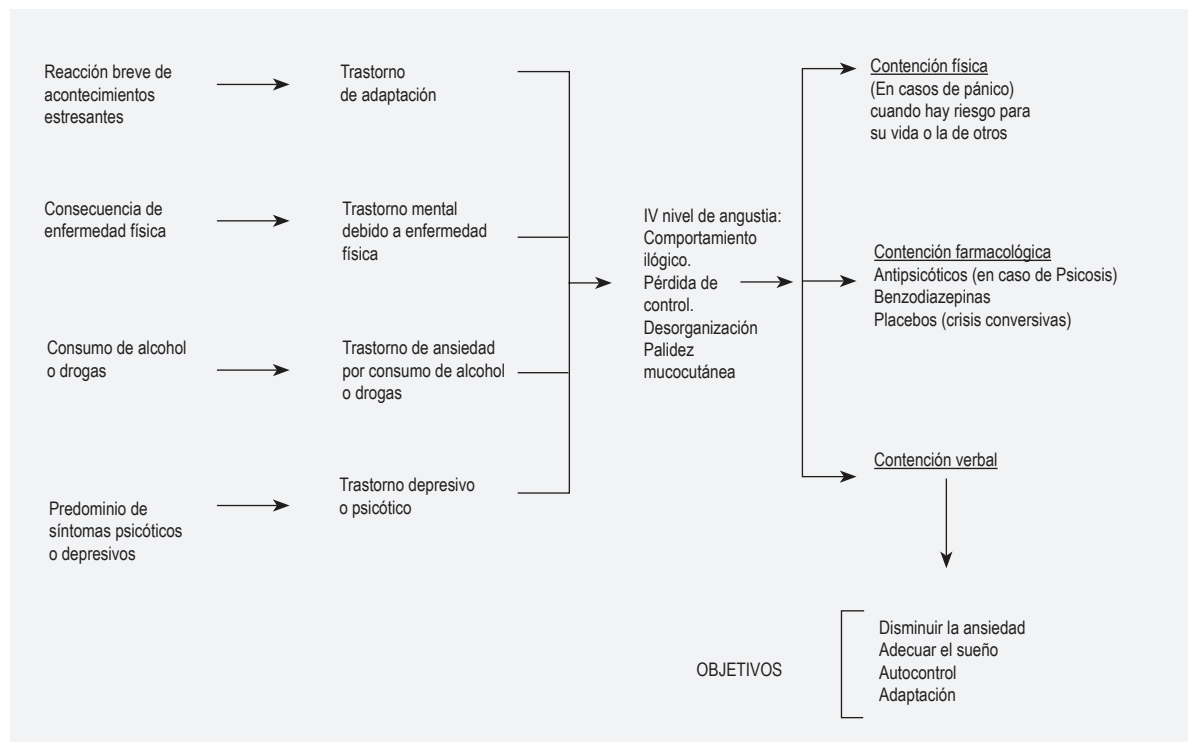 Reacción breve de
acontecimientos
estresantes
Trastorno
de adaptación
Consecuencia de
enfermedad física
Trastorno mental
debido a enfermedad
física
Consumo de alcohol
o drogas
Trastorno de ansiedad
por consumo de alcohol
o drogas
Predominio de
síntomas psicóticos
o depresivos
Trastorno depresivo
o psicótico
IV nivel de angustia:
Comportamiento
ilógico.
Pérdida de
control.
Desorganización
Palidez
mucocutánea
Contención física
(En casos de pánico)
cuando hay riesgo para
su vida o la de otros
Contención farmacológica
Antipsicóticos (en caso de Psicosis)
Benzodiazepinas
Placebos (crisis conversivas)
Contención verbal
OBJETIVOS
Disminuir la ansiedad
Adecuar el sueño
Autocontrol
Adaptación